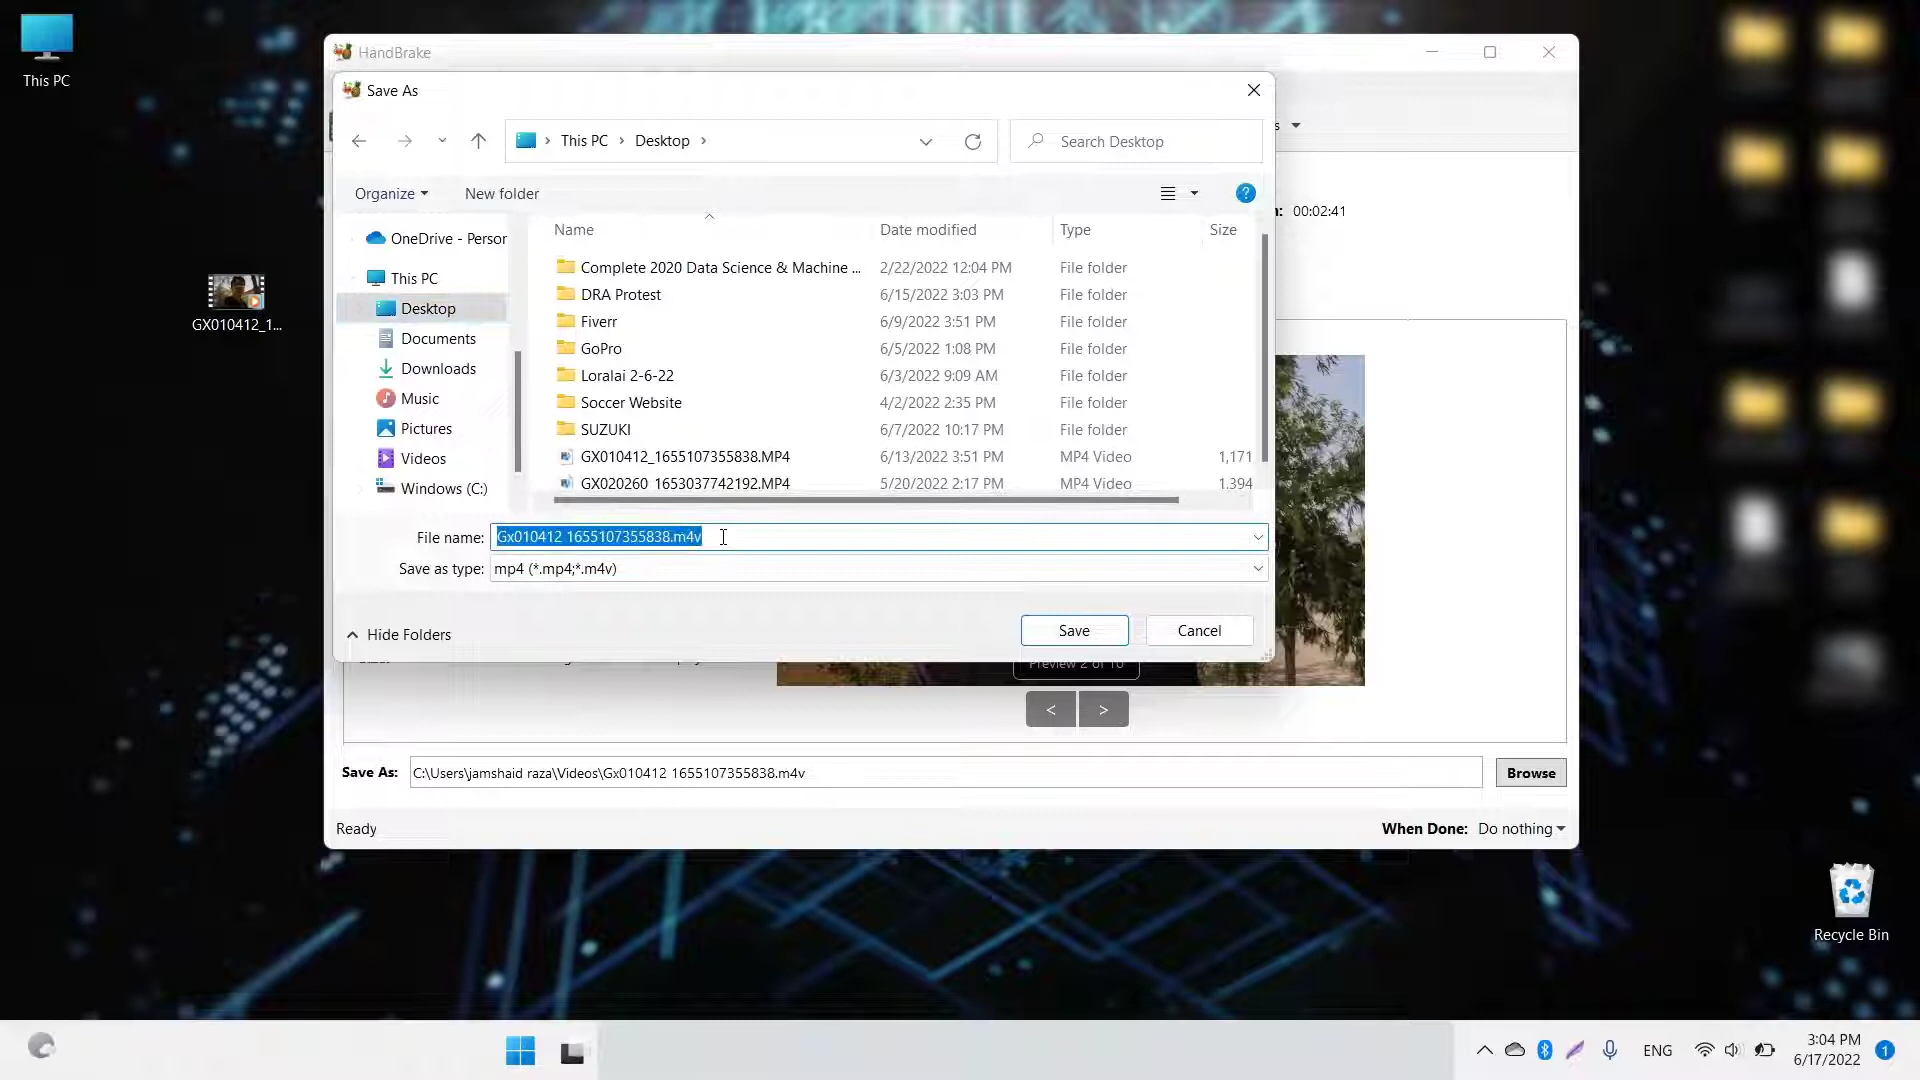 This PC
HandBrake
Save As
This PC
Desktop
Search Desktop
s
Organize
New folder
?
: 00:02:41
OneDrive - Person
This PC
Desktop
Documents
Downloads
Music
Pictures
Videos
Windows (C:)
Name Date modified Type Size
Complete 2020 Data Science & Machine ... 2/22/2022 12:04 PM File folder
DRA Protest 6/15/2022 3:03 PM File folder
Fiverr 6/9/2022 3:51 PM File folder
GoPro 6/5/2022 1:08 PM File folder
Loralai 2-6-22 6/3/2022 9:09 AM File folder
Soccer Website 4/2/2022 2:35 PM File folder
SUZUKI 6/7/2022 10:17 PM File folder
GX010412_1655107355838.MP4 6/13/2022 3:51 PM MP4 Video 1,171
GX020260_1653037742192.MP4 5/20/2022 2:17 PM MP4 Video 1,394
GX010412_1...
File name: Gx010412 1655107355838.m4v
Save as type: mp4 (*.mp4;*.m4v)
Hide Folders
Save
Cancel
Preview 2 of 10
< >
Save As: C:\Users\jamshaid raza\Videos\Gx010412 1655107355838.m4v
Browse
Ready
When Done: Do nothing
Recycle Bin
ENG
3:04 PM
6/17/2022
1